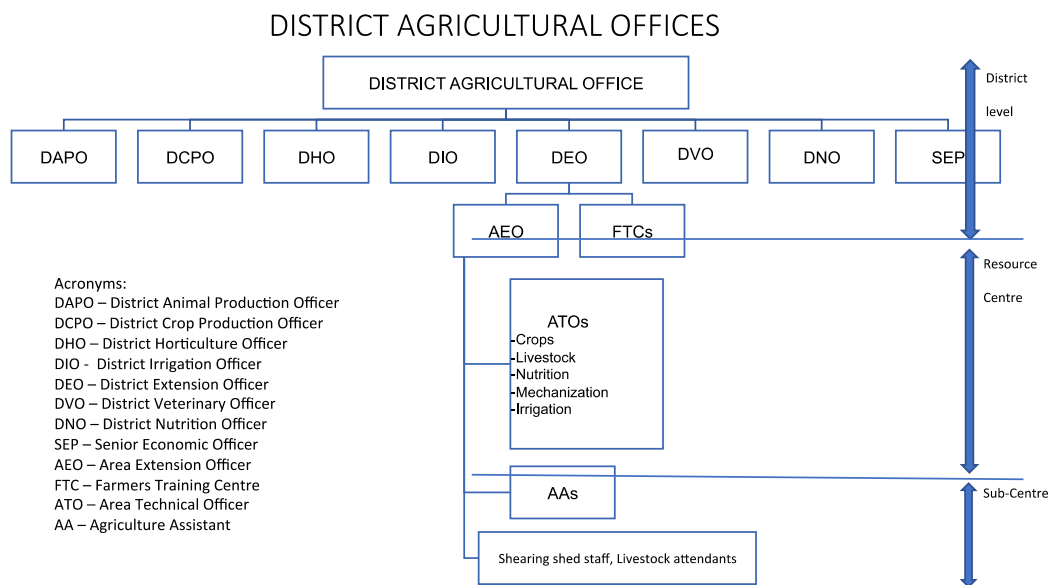 DISTRICT AGRICULTURAL OFFICES
DISTRICT AGRICULTURAL OFFICE
District
level
DAPO
DCPO
DHO
DIO
DEO
DVO
DNO
SEP
AEO
FTCs
Resource
Centre
ATOs
-Crops
-Livestock
-Nutrition
-Mechanization
-Irrigation
Acronyms:
DAPO – District Animal Production Officer
DCPO – District Crop Production Officer
DHO – District Horticulture Officer
DIO - District Irrigation Officer
DEO – District Extension Officer
DVO – District Veterinary Officer
DNO – District Nutrition Officer
SEP – Senior Economic Officer
AEO – Area Extension Officer
FTC – Farmers Training Centre
ATO – Area Technical Officer
AA – Agriculture Assistant
AAs
Sub-Centre
Shearing shed staff, Livestock attendants